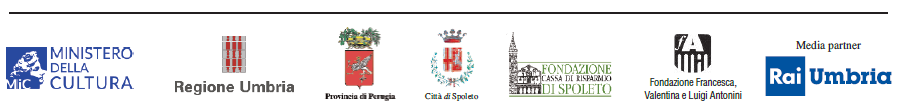 MiC
MINISTERO
DELLA
CULTURA
Regione Umbria
Provincia di Perugia
Città di Spoleto
FONDAZIONE
CASSA DI RISPARMIO
DI SPOLETO
Fondazione Francesca,
Valentina e Luigi Antonini
Media partner
Rai Umbria